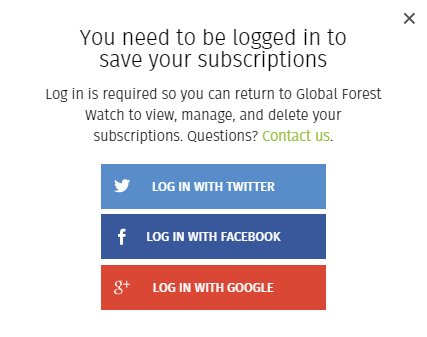 You need to be logged in to
save your subscriptions
Log in is required so you can return to Global Forest
Watch to view, manage, and delete your
subscriptions. Questions? Contact us.
LOG IN WITH TWITTER
LOG IN WITH FACEBOOK
LOG IN WITH GOOGLE